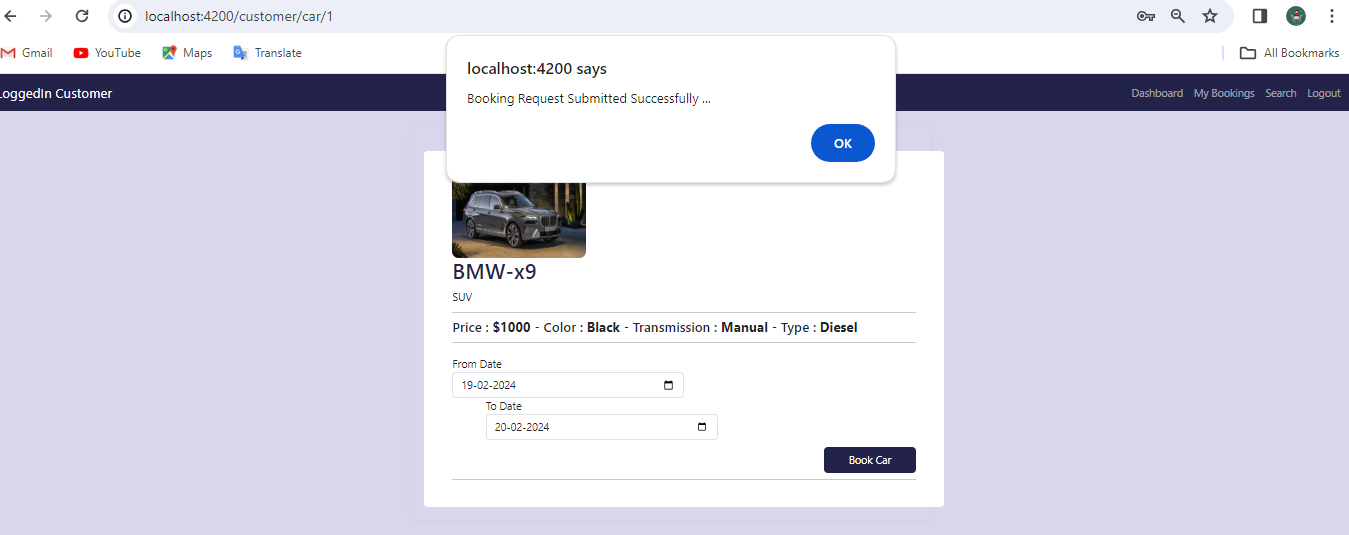 localhost:4200/customer/car/1
Gmail YouTube Maps Translate All Bookmarks
localhost:4200 says
Booking Request Submitted Successfully ...
OK
LoggedIn Customer Dashboard My Bookings Search Logout
BMW-x9
SUV
Price : $1000 - Color : Black - Transmission : Manual - Type : Diesel
From Date
19-02-2024
To Date
20-02-2024
Book Car